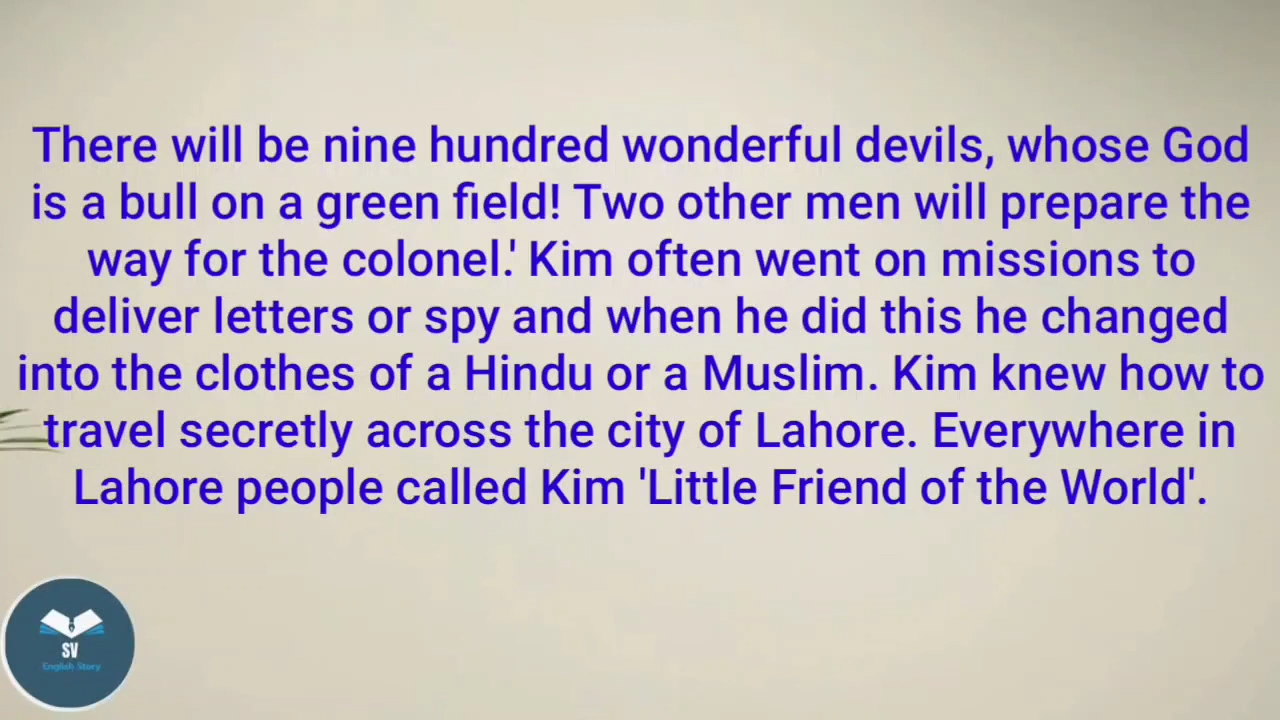 There will be nine hundred wonderful devils, whose God
is a bull on a green field! Two other men will prepare the
way for the colonel.' Kim often went on missions to
deliver letters or spy and when he did this he changed
into the clothes of a Hindu or a Muslim. Kim knew how to
travel secretly across the city of Lahore. Everywhere in
Lahore people called Kim 'Little Friend of the World'.
SV
English Story